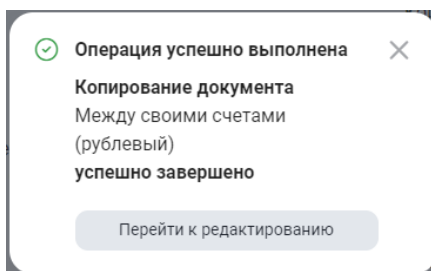 Операция успешно выполнена
Копирование документа
Между своими счетами
(рублевый)
успешно завершено
Перейти к редактированию